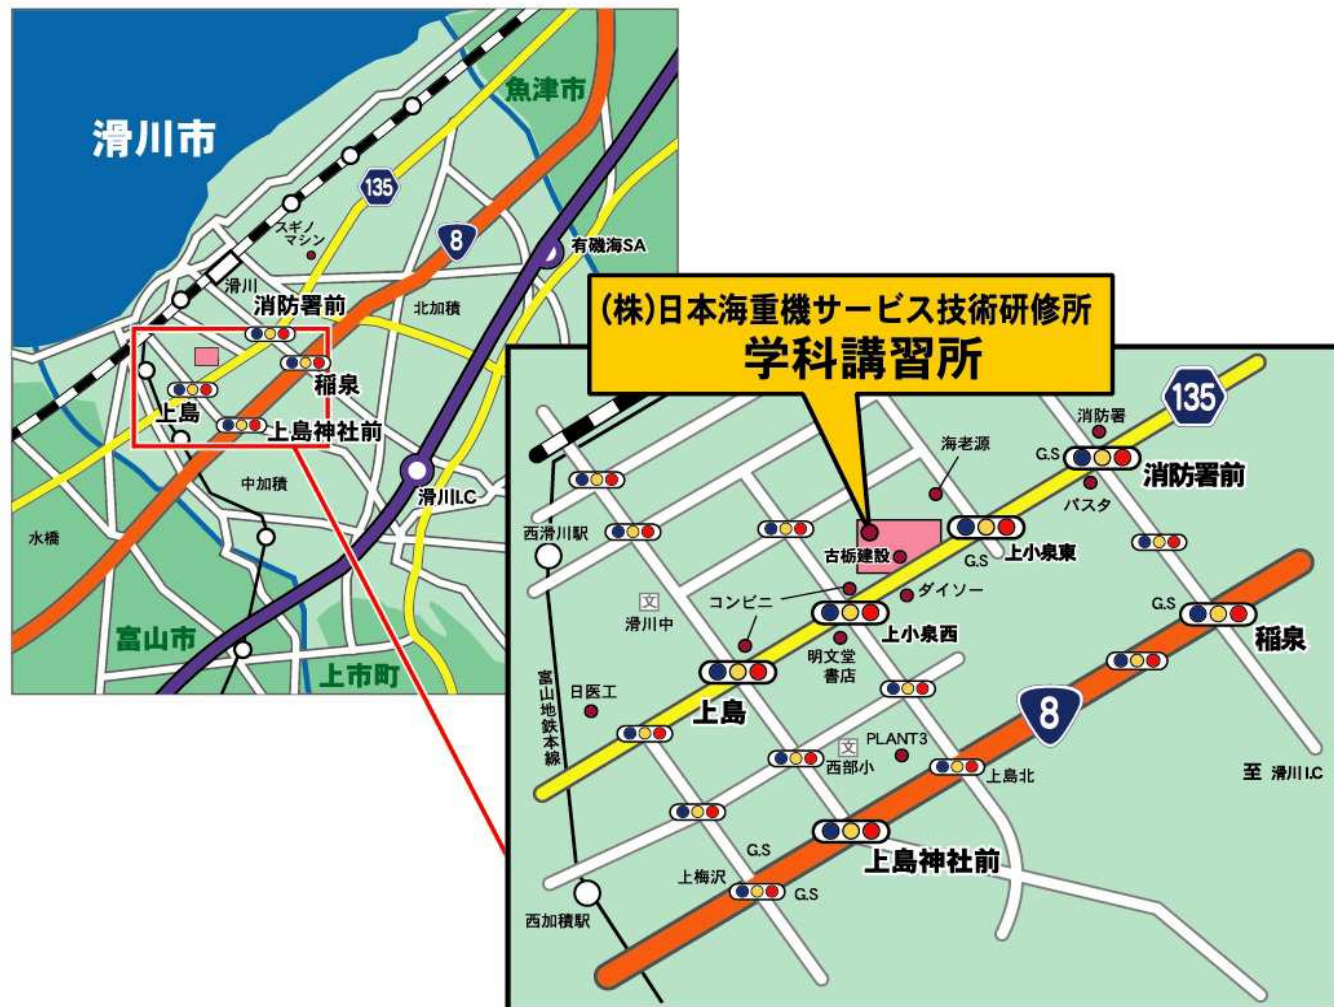 滑川市
魚津市
135
スギノ
マシン
8
有磯海SA
滑川
消防署前
北加積
稲泉
上島
上島神社前
中加積
滑川I.C
水橋
富山市
上市町
(株)日本海重機サービス技術研修所
学科講習所
135
消防署
海老源
G.S
消防署前
バスタ
西滑川駅
古栃建設
上小泉東
G.S
コンビニ
ダイソー
文
滑川中
上小泉西
G.S
稲泉
明文堂
書店
日医工
富山地鉄本線
上島
8
文
西部小
PLANT3
上島北
至 滑川I.C
上島神社前
G.S
上梅沢
G.S
西加積駅